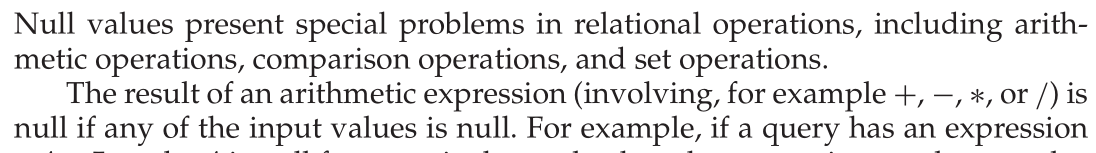 Null values present special problems in relational operations, including arith-
metic operations, comparison operations, and set operations.
The result of an arithmetic expression (involving, for example +, −, ∗, or /) is
null if any of the input values is null. For example, if a query has an expression